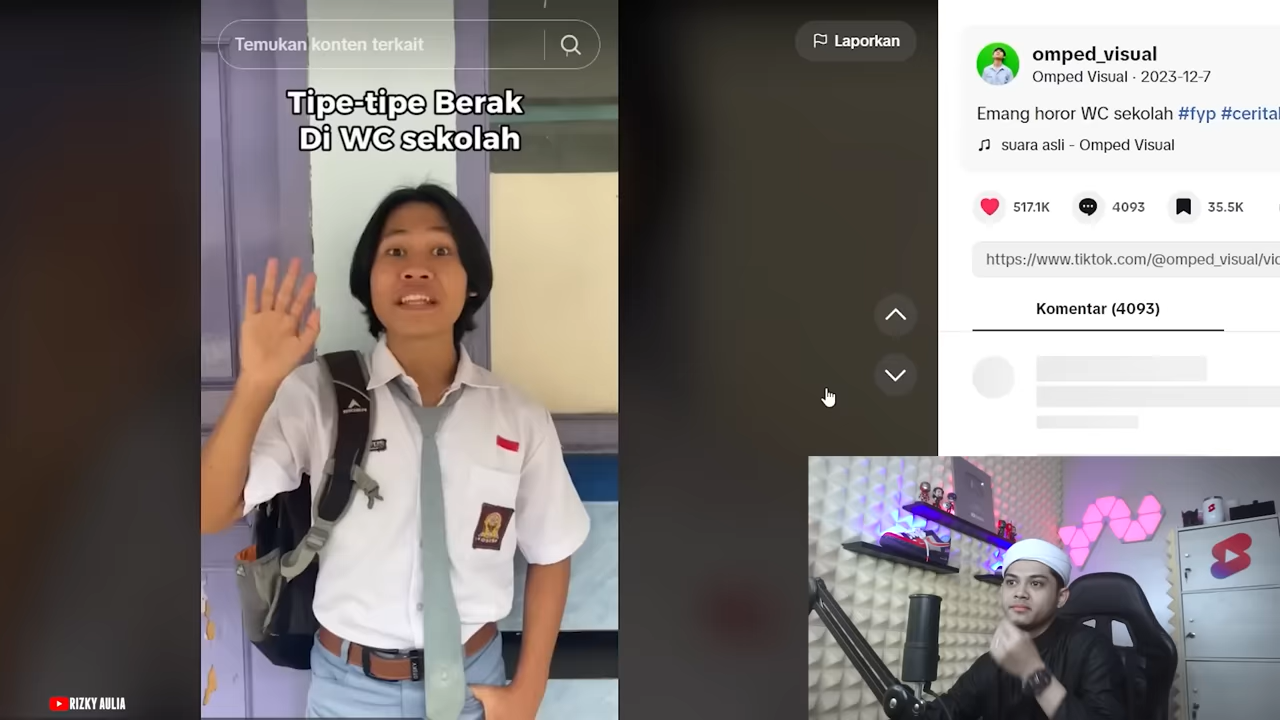 Temukan konten terkait
Laporkan
Tipe-tipe Berak
Di WC sekolah
omped_visual
Omped Visual · 2023-12-7
Emang horor WC sekolah #fyp #cerita
suara asli - Omped Visual
517.1K
4093
35.5K
https://www.tiktok.com/@omped_visual/vi
Komentar (4093)
RIZKY AULIA